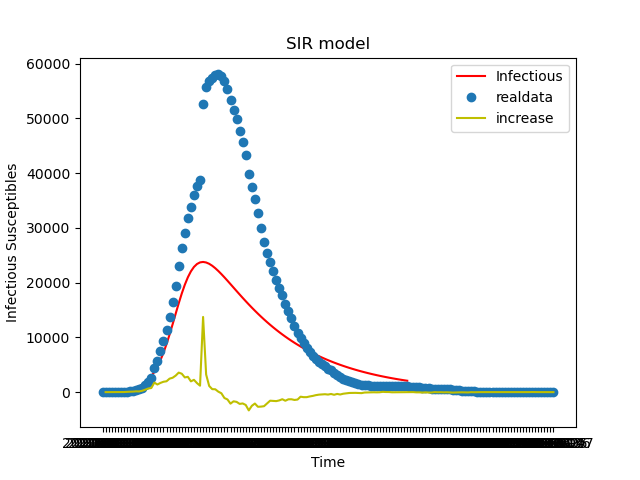 SIR model
60000
50000
40000
30000
20000
10000
0
Infectious Susceptibles
Infectious
realdata
increase
Time